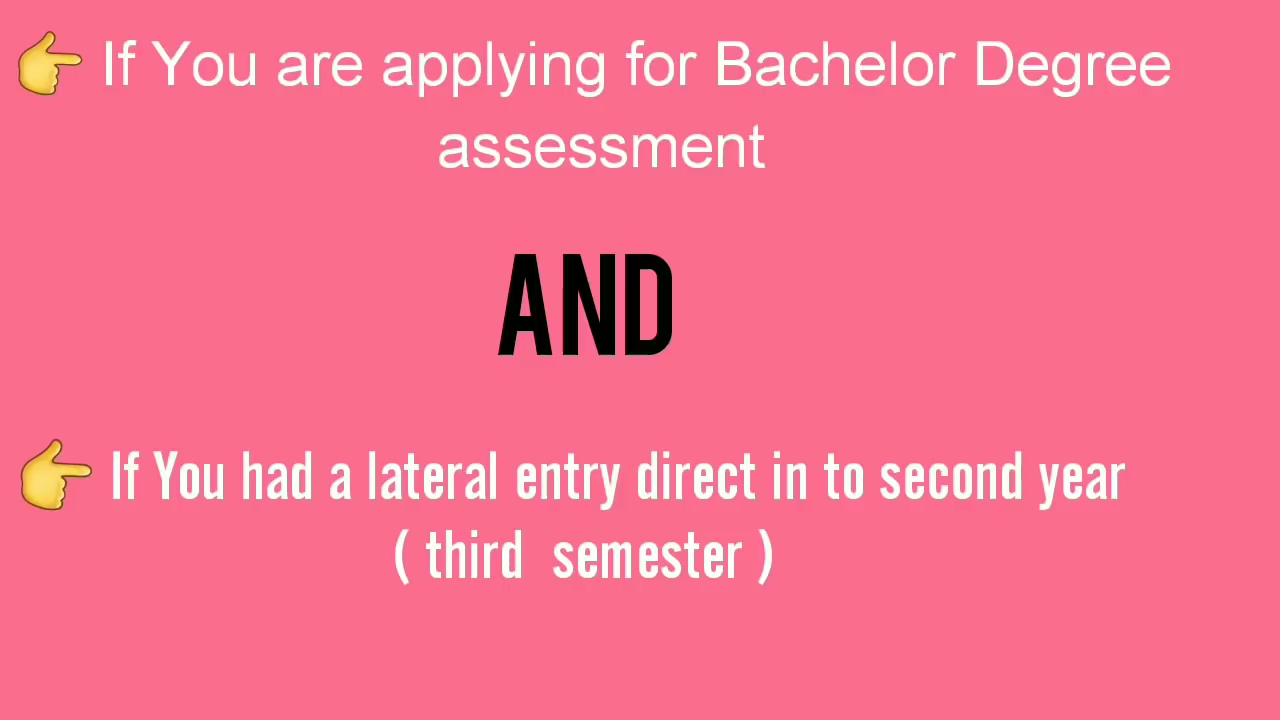 👉 If You are applying for Bachelor Degree
assessment
AND
👉 If You had a lateral entry direct in to second year
( third semester )